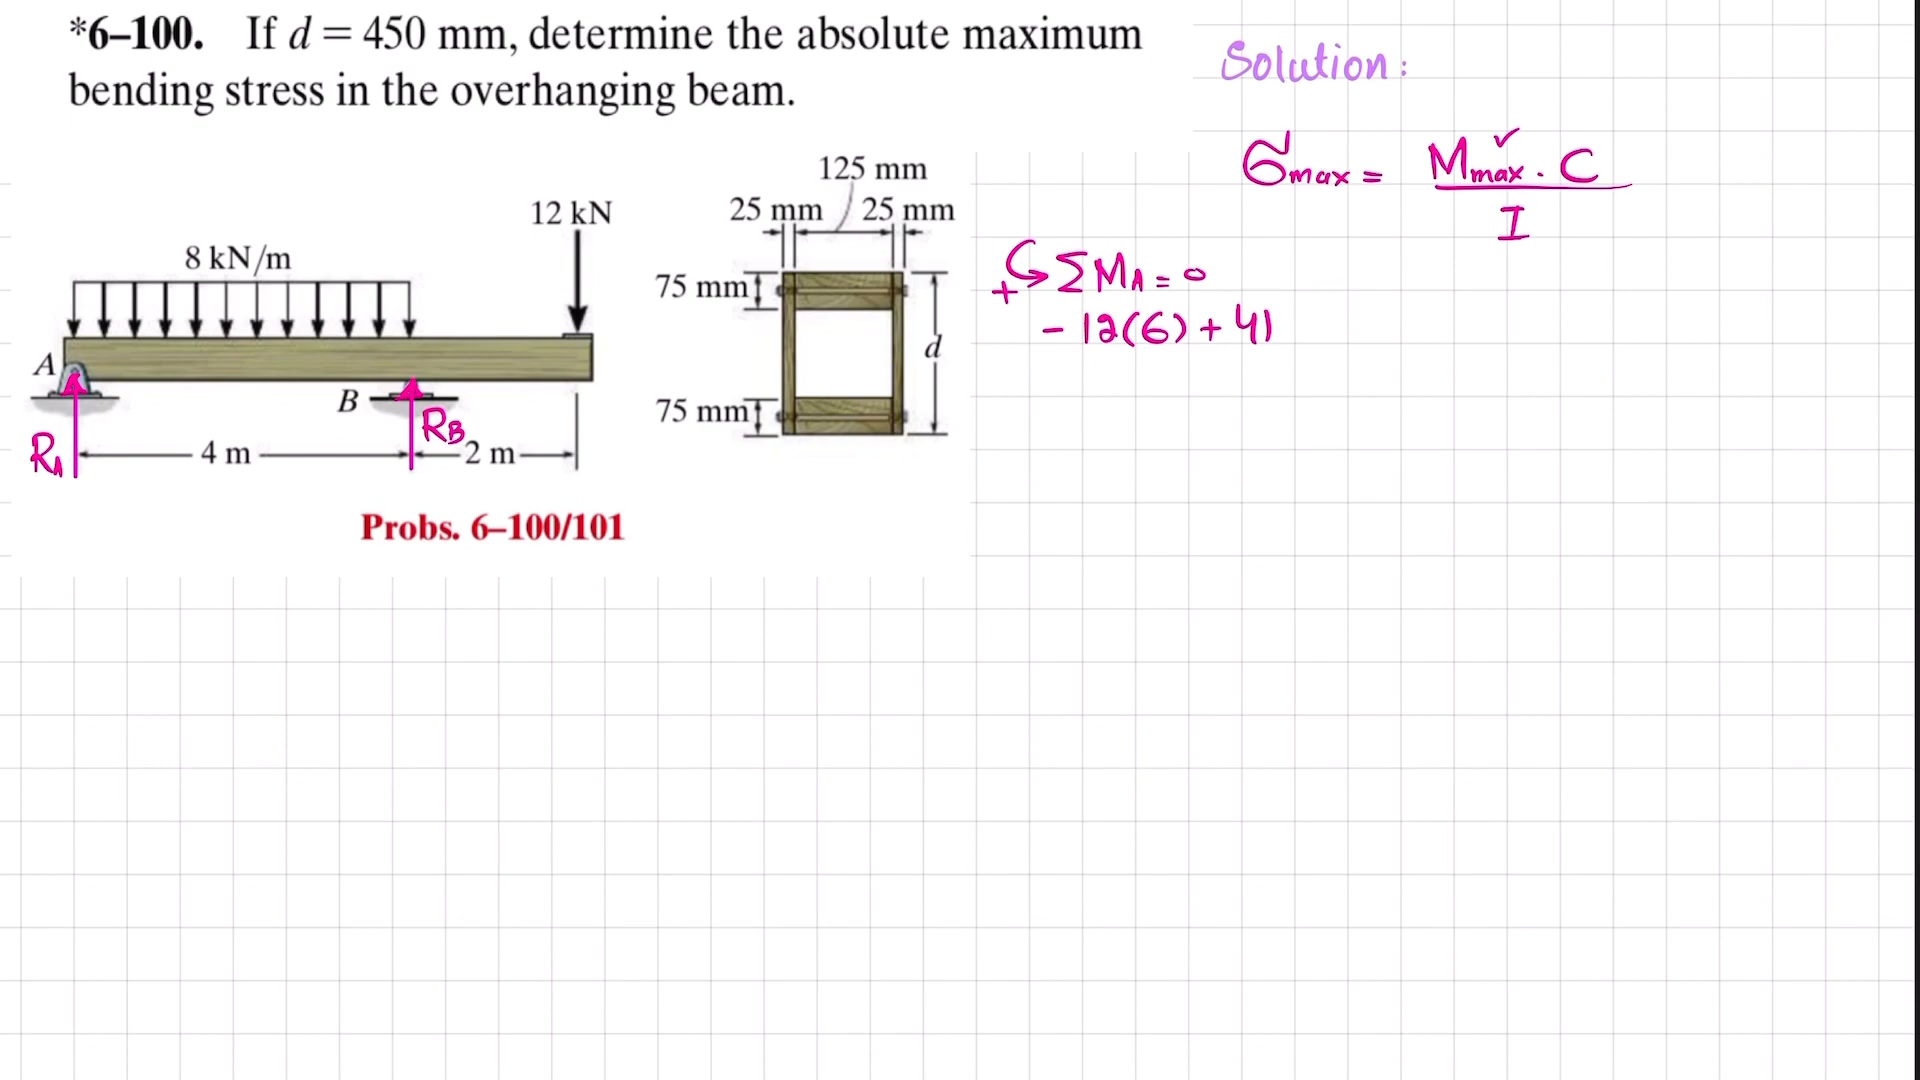 *6–100. If d = 450 mm, determine the absolute maximum
bending stress in the overhanging beam.
Solution:
σmax = Mmax . C
I
125 mm
25 mm 25 mm
12 kN
8 kN/m
75 mm
A
d
B
75 mm
RA
4 m
RB
2 m
+ ΣMA = 0
- 12(6) + 41
Probs. 6–100/101